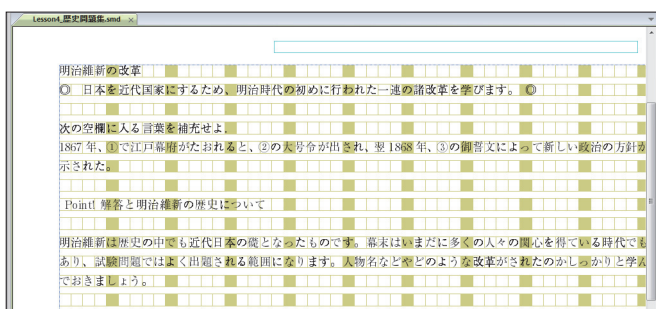 Lesson4_歴史問題集.smd ×
明治維新の改革
◎ 日本を近代国家にするため、明治時代の初めに行われた一連の諸改革を学びます。 ◎
次の空欄に入る言葉を補充せよ.
1867 年、①で江戸幕府がたおれると、②の大号令が出され、翌 1868 年、③の御誓文によって新しい政治の方針が
示された。
Point! 解答と明治維新の歴史について
明治維新は歴史の中でも近代日本の礎となったものです。幕末はいまだに多くの人々の関心を得ている時代でも
あり、試験問題ではよく出題される範囲になります。人物名などやどのような改革がされたのかしっかりと学ん
でおきましょう。